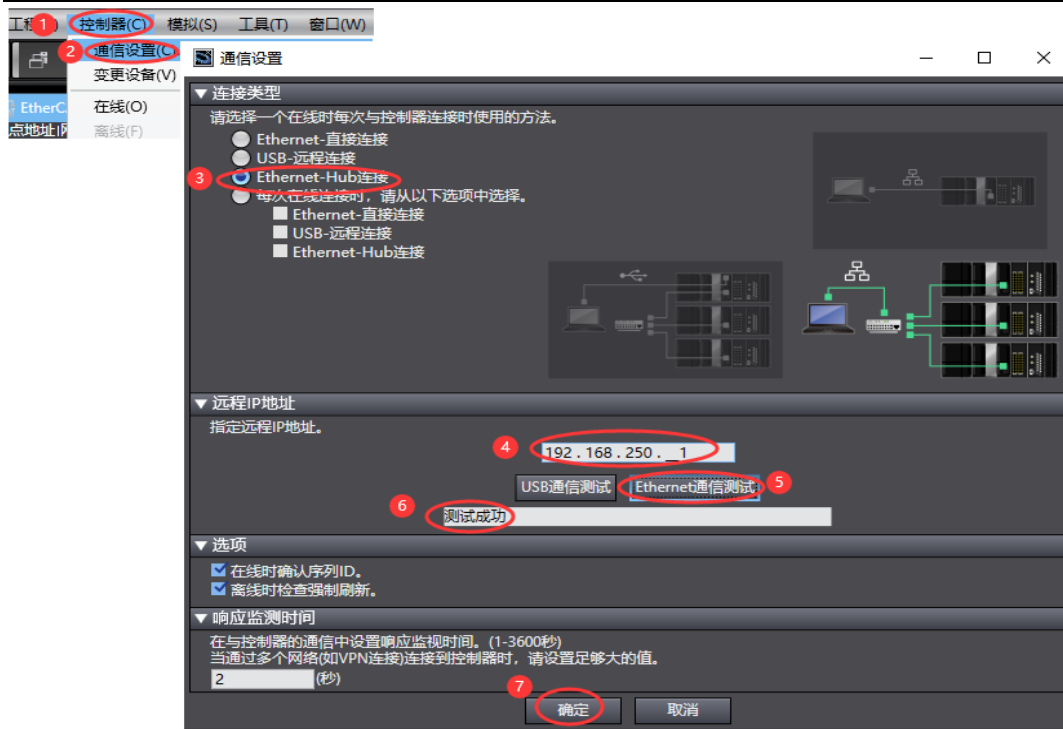 控制器(C) 模拟(S) 工具(T) 窗口(W)
1
2
通信设置(C)
变更设备(V)
在线(O)
离线(F)
EtherC
点地址
通信设置
连接类型
请选择一个在线时每次与控制器连接时使用的方法。
Ethernet-直接连接
USB-远程连接
3
Ethernet-Hub连接
每次在线连接时，请从以下选项中选择。
Ethernet-直接连接
USB-远程连接
Ethernet-Hub连接
远程IP地址
指定远程IP地址。
4
192.168.250.__1
USB通信测试 Ethernet通信测试 5
6
测试成功
选项
在线时确认序列ID。
离线时检查强制刷新。
响应监测时间
在与控制器的通信中设置响应监视时间。(1-3600秒)
当通过多个网络(如VPN连接)连接到控制器时，请设置足够大的值。
2 (秒)
7
确定 取消